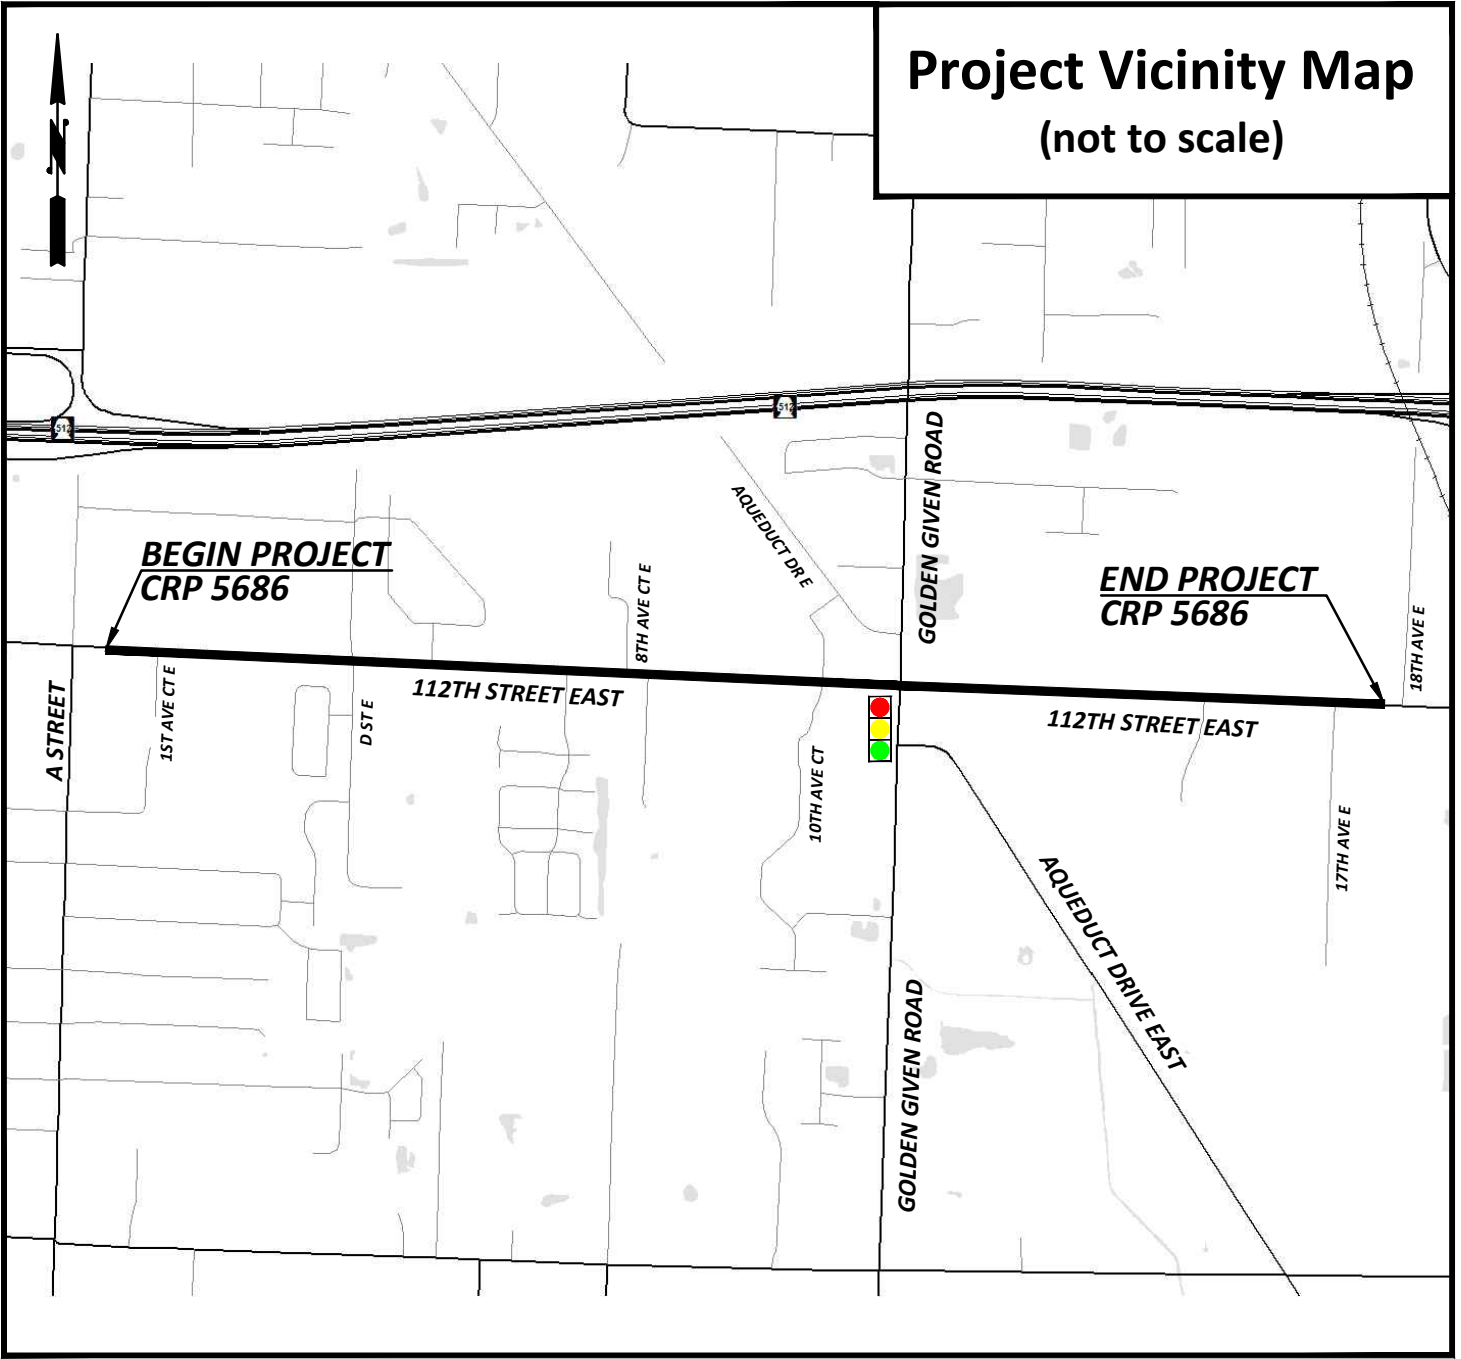 Project Vicinity Map
(not to scale)
N
512
512
GOLDEN GIVEN ROAD
AQUEDUCT DR E
BEGIN PROJECT
CRP 5686
8TH AVE CT E
END PROJECT
CRP 5686
18TH AVE E
A STREET
1ST AVE CT E
D ST E
112TH STREET EAST
112TH STREET EAST
10TH AVE CT
17TH AVE E
AQUEDUCT DRIVE EAST
GOLDEN GIVEN ROAD